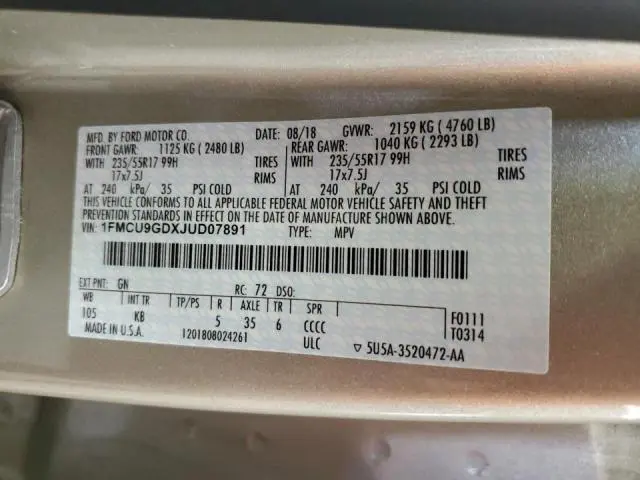 MFD. BY FORD MOTOR CO. DATE: 08/18 GVWR: 2159 KG ( 4760 LB)
FRONT GAWR: 1125 KG ( 2480 LB) REAR GAWR: 1040 KG ( 2293 LB)
WITH 235/55R17 99H TIRES WITH 235/55R17 99H TIRES
17x7.5J RIMS 17x7.5J RIMS
AT 240 kPa/ 35 PSI COLD AT 240 kPa/ 35 PSI COLD
THIS VEHICLE CONFORMS TO ALL APPLICABLE FEDERAL MOTOR VEHICLE SAFETY AND THEFT
PREVENTION STANDARDS IN EFFECT ON THE DATE OF MANUFACTURE SHOWN ABOVE.
VIN: 1FMCU9GDXJUD07891 TYPE: MPV
EXT PNT: GN RC: 72 DSO:
WB INT TR TP/PS R AXLE TR SPR F0111
105 KB 5 35 6 CCCC T0314
MADE IN U.S.A. 1201808024261 ULC ▽ 5U5A-3520472-AA